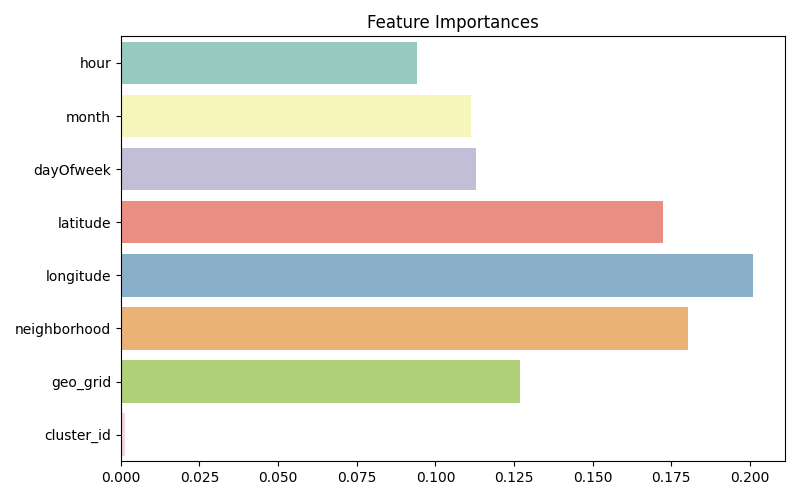 Feature Importances
hour
month
dayOfweek
latitude
longitude
neighborhood
geo_grid
cluster_id
0.000 0.025 0.050 0.075 0.100 0.125 0.150 0.175 0.200